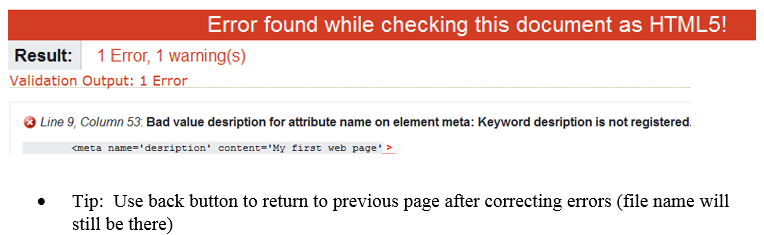 Error found while checking this document as HTML5!
Result: 1 Error, 1 warning(s)
Validation Output: 1 Error
Line 9, Column 53: Bad value desription for attribute name on element meta: Keyword desription is not registered.
<meta name='desription' content='My first web page'>
• Tip: Use back button to return to previous page after correcting errors (file name will
still be there)